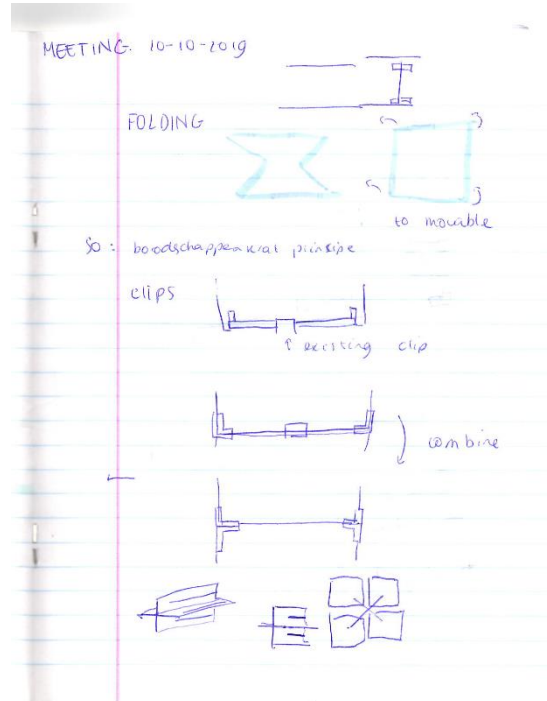 MEETING. 10-10-2019
FOLDING
to movable
So: boodschappenkrat prinsipe
clips
existing clip
combine